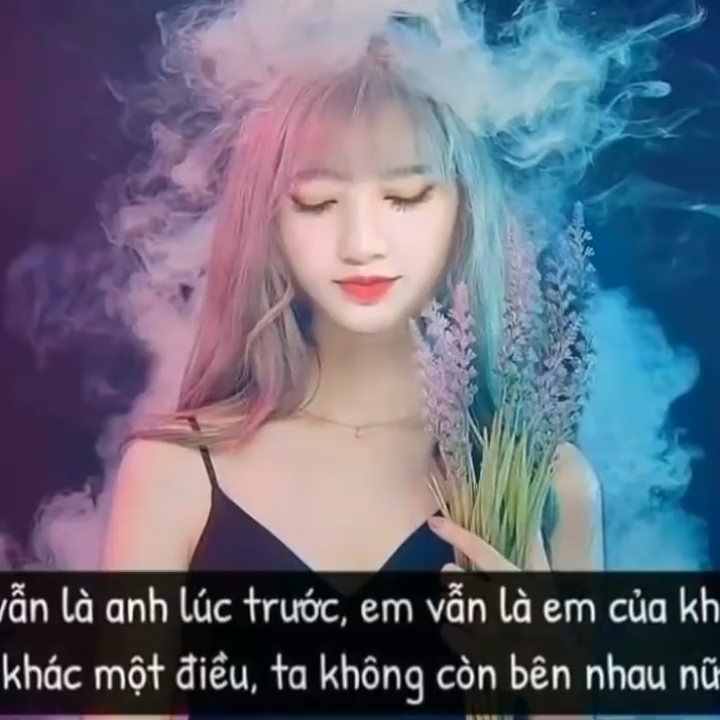 vẫn là anh lúc trước, em vẫn là em của kh
khác một điều, ta không còn bên nhau nữ